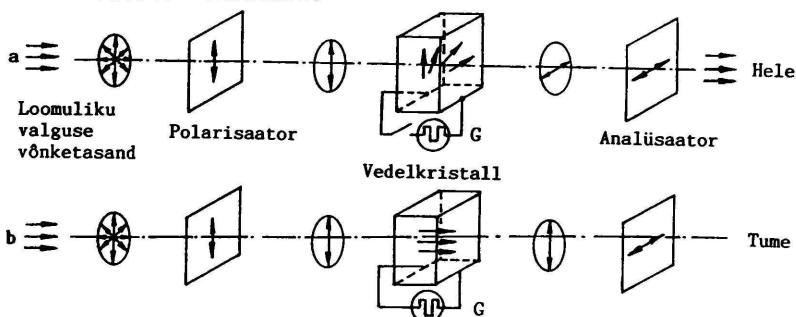 a
Hele
Loomuliku
valguse
võnketasand
Polarisaator
G
Analüsaator
Vedelkristall
b
Tume
G